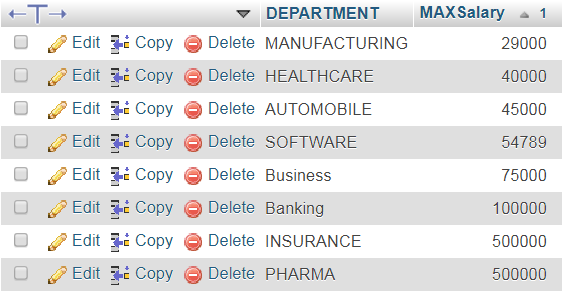 DEPARTMENT MAXSalary 1
Edit Copy Delete MANUFACTURING 29000
Edit Copy Delete HEALTHCARE 40000
Edit Copy Delete AUTOMOBILE 45000
Edit Copy Delete SOFTWARE 54789
Edit Copy Delete Business 75000
Edit Copy Delete Banking 100000
Edit Copy Delete INSURANCE 500000
Edit Copy Delete PHARMA 500000